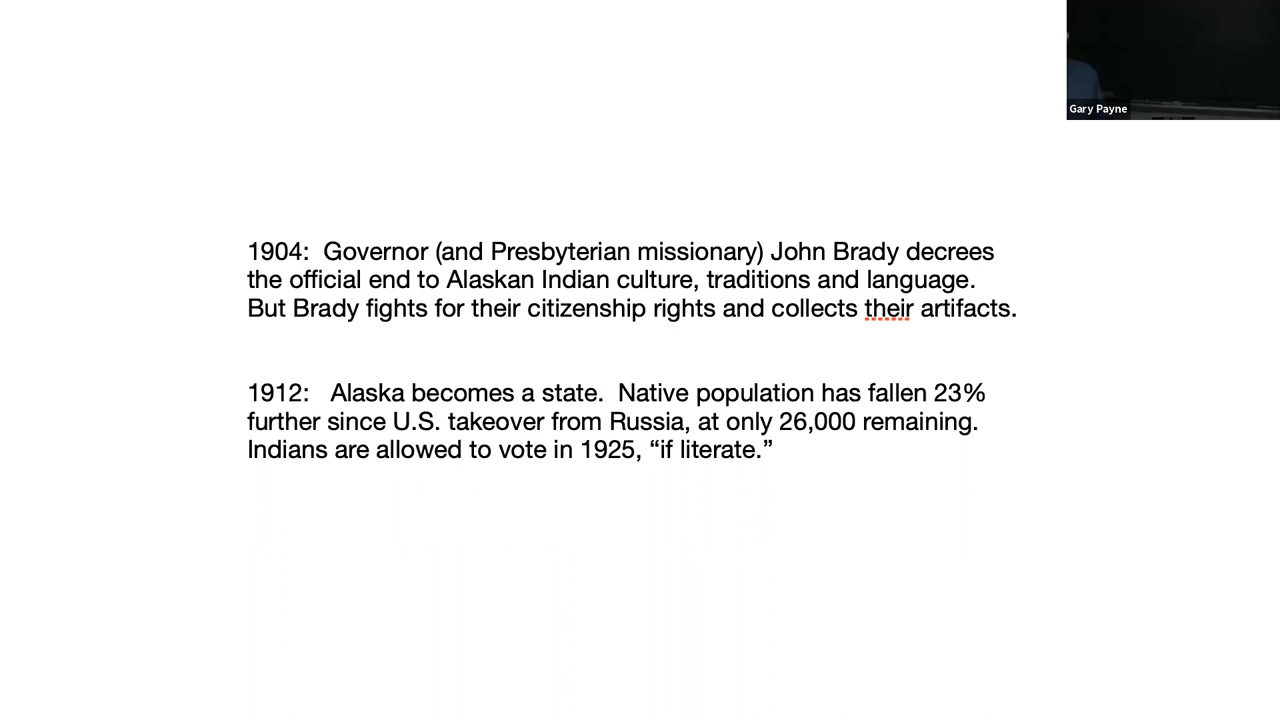 Gary Payne
1904:  Governor (and Presbyterian missionary) John Brady decrees
the official end to Alaskan Indian culture, traditions and language.
But Brady fights for their citizenship rights and collects their artifacts.
1912:   Alaska becomes a state.  Native population has fallen 23%
further since U.S. takeover from Russia, at only 26,000 remaining.
Indians are allowed to vote in 1925, “if literate.”